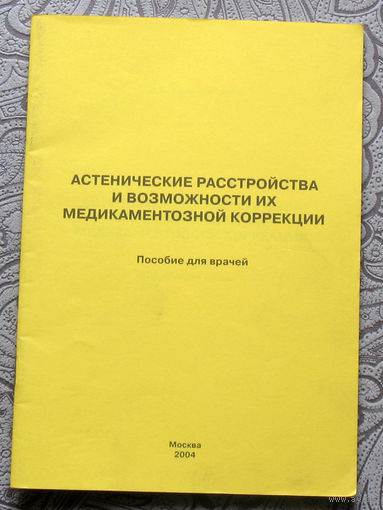 АСТЕНИЧЕСКИЕ РАССТРОЙСТВА
И ВОЗМОЖНОСТИ ИХ
МЕДИКАМЕНТОЗНОЙ КОРРЕКЦИИ
Пособие для врачей
Москва
2004